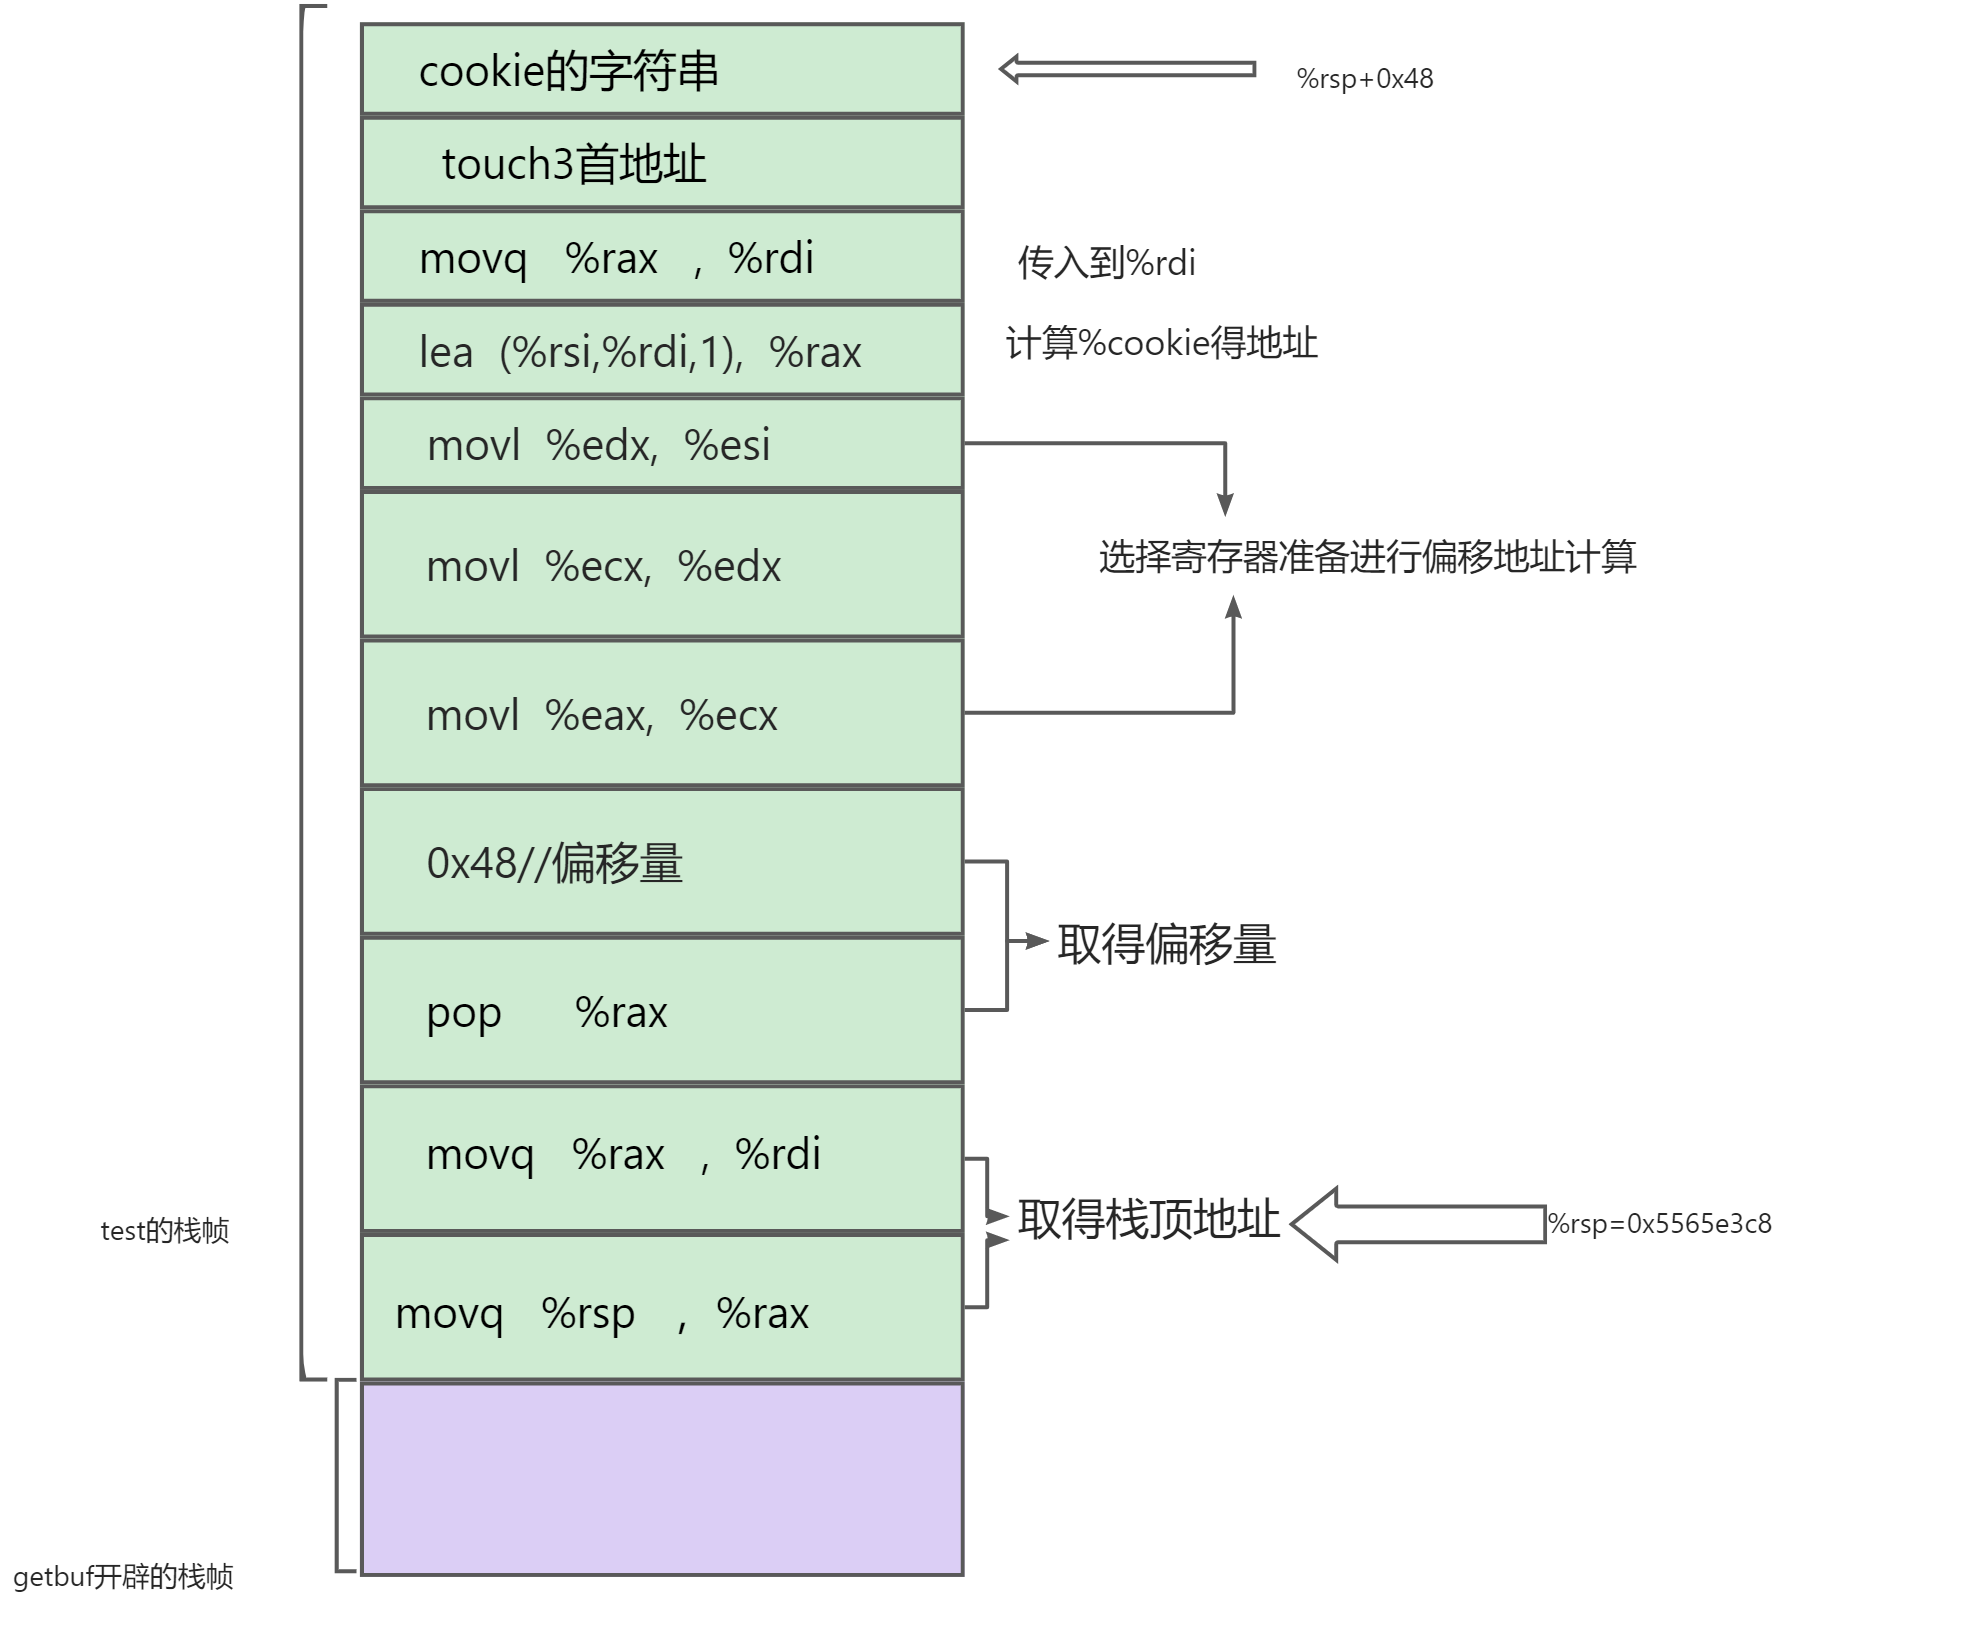 cookie的字符串
%rsp+0x48
touch3首地址
movq %rax , %rdi
传入到%rdi
lea (%rsi,%rdi,1), %rax
计算%cookie得地址
movl %edx, %esi
movl %ecx, %edx
选择寄存器准备进行偏移地址计算
movl %eax, %ecx
0x48//偏移量
取得偏移量
pop %rax
movq %rax , %rdi
test的栈帧
取得栈顶地址
%rsp=0x5565e3c8
movq %rsp , %rax
getbuf开辟的栈帧